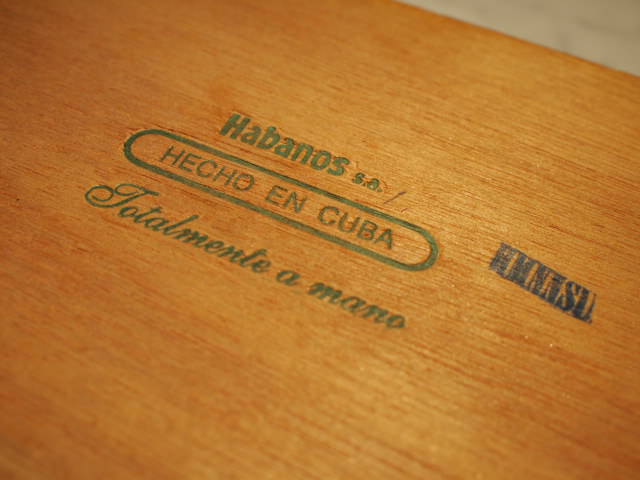 Habanos s.a.
HECHO EN CUBA
Totalmente a mano